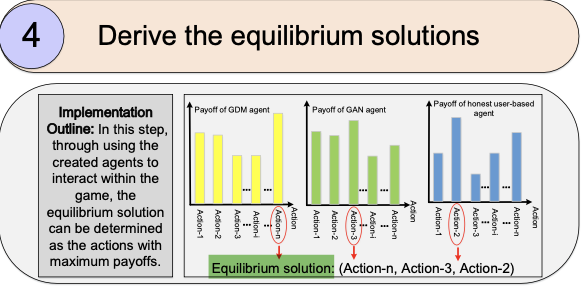 4
Derive the equilibrium solutions
Implementation
Outline: In this step,
through using the
created agents to
interact within the
game, the
equilibrium solution
can be determined
as the actions with
maximum payoffs.
Payoff of GDM agent
Action-1
Action-2
Action-3
...
Action-i
...
Action-n
Action
Payoff of GAN agent
Action-1
Action-2
Action-3
...
Action-i
...
Action-n
Action
Payoff of honest user-based
agent
Action-1
Action-2
Action-3
...
Action-i
...
Action-n
Action
Equilibrium solution: (Action-n, Action-3, Action-2)